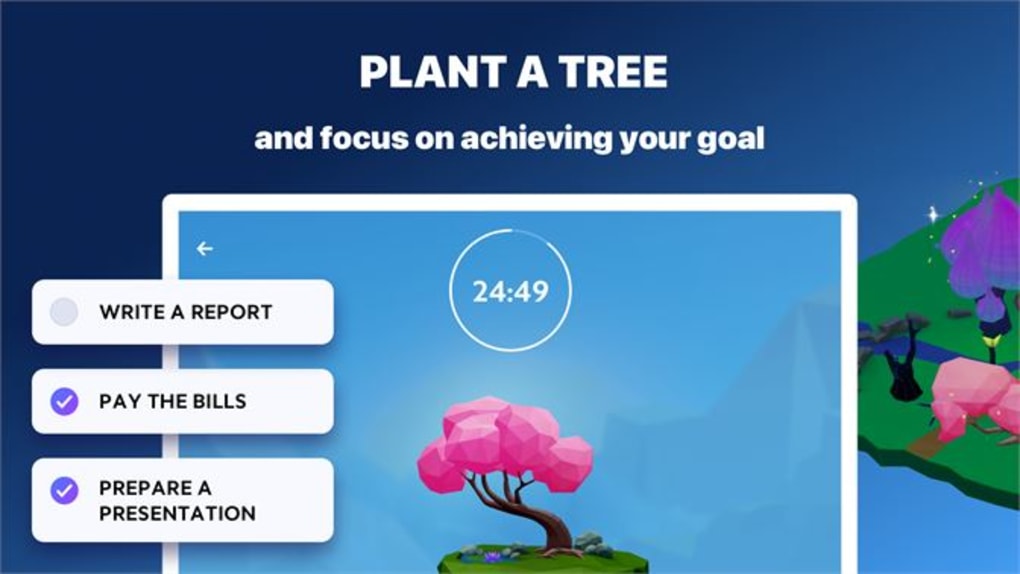 PLANT A TREE
and focus on achieving your goal
24:49
WRITE A REPORT
PAY THE BILLS
PREPARE A
PRESENTATION